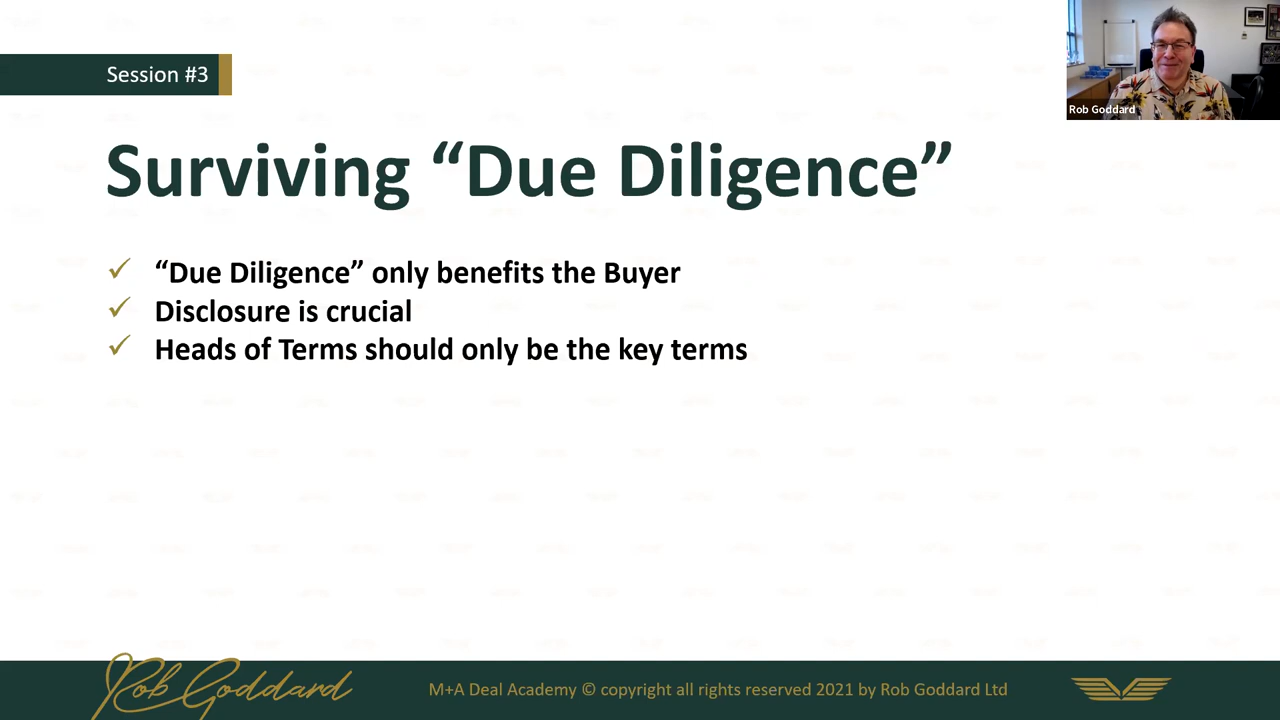 Session #3
Rob Goddard
Surviving “Due Diligence”
“Due Diligence” only benefits the Buyer
Disclosure is crucial
Heads of Terms should only be the key terms
Rob Goddard
M+A Deal Academy © copyright all rights reserved 2021 by Rob Goddard Ltd